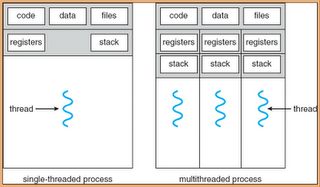 code data files code data files
registers stack registers registers registers
stack stack stack
thread thread
single-threaded process multithreaded process